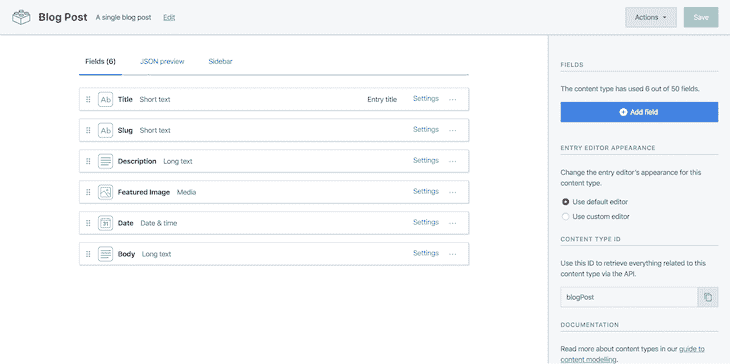 Blog Post A single blog post Edit Actions Save
Fields (6) JSON preview Sidebar
Ab Title Short text Entry title Settings
Ab Slug Short text Settings
Description Long text Settings
Featured Image Media Settings
31 Date Date & time Settings
Body Long text Settings
FIELDS
The content type has used 6 out of 50 fields.
Add field
ENTRY EDITOR APPEARANCE
Change the entry editor's appearance for this
content type.
Use default editor
Use custom editor
CONTENT TYPE ID
Use this ID to retrieve everything related to this
content type via the API.
blogPost
DOCUMENTATION
Read more about content types in our guide to
content modelling.